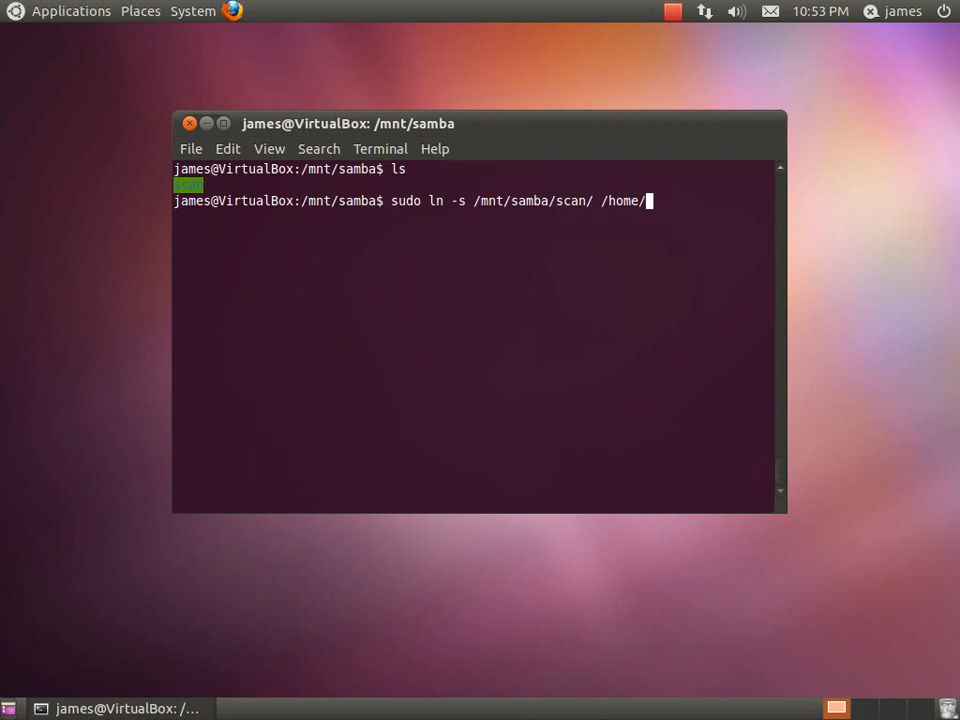 Applications Places System 10:53 PM james
james@VirtualBox: /mnt/samba
File Edit View Search Terminal Help
james@VirtualBox:/mnt/samba$ ls
scan
james@VirtualBox:/mnt/samba$ sudo ln -s /mnt/samba/scan/ /home/
james@VirtualBox: /...